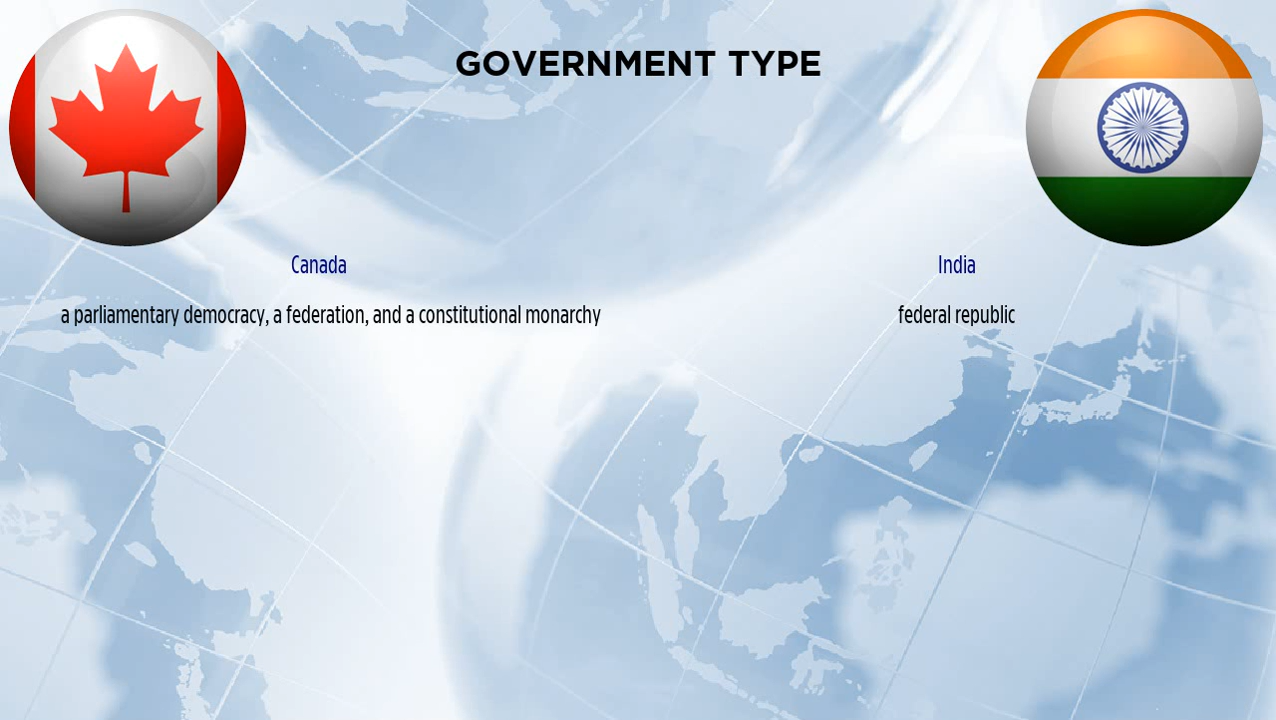 GOVERNMENT TYPE
Canada
a parliamentary democracy, a federation, and a constitutional monarchy
India
federal republic